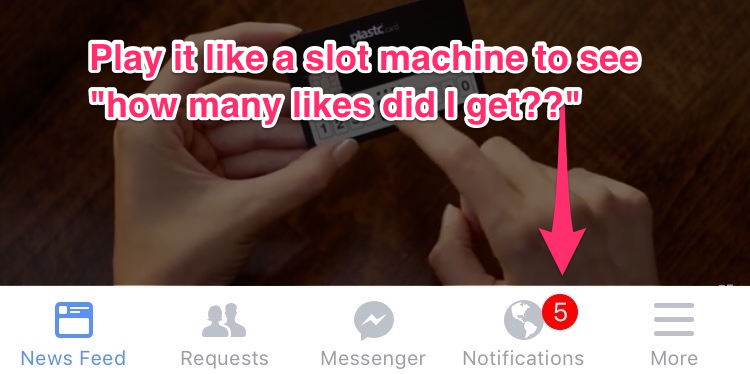 plastc card
Play it like a slot machine to see
"how many likes did I get??"
5
News Feed
Requests
Messenger
Notifications
More